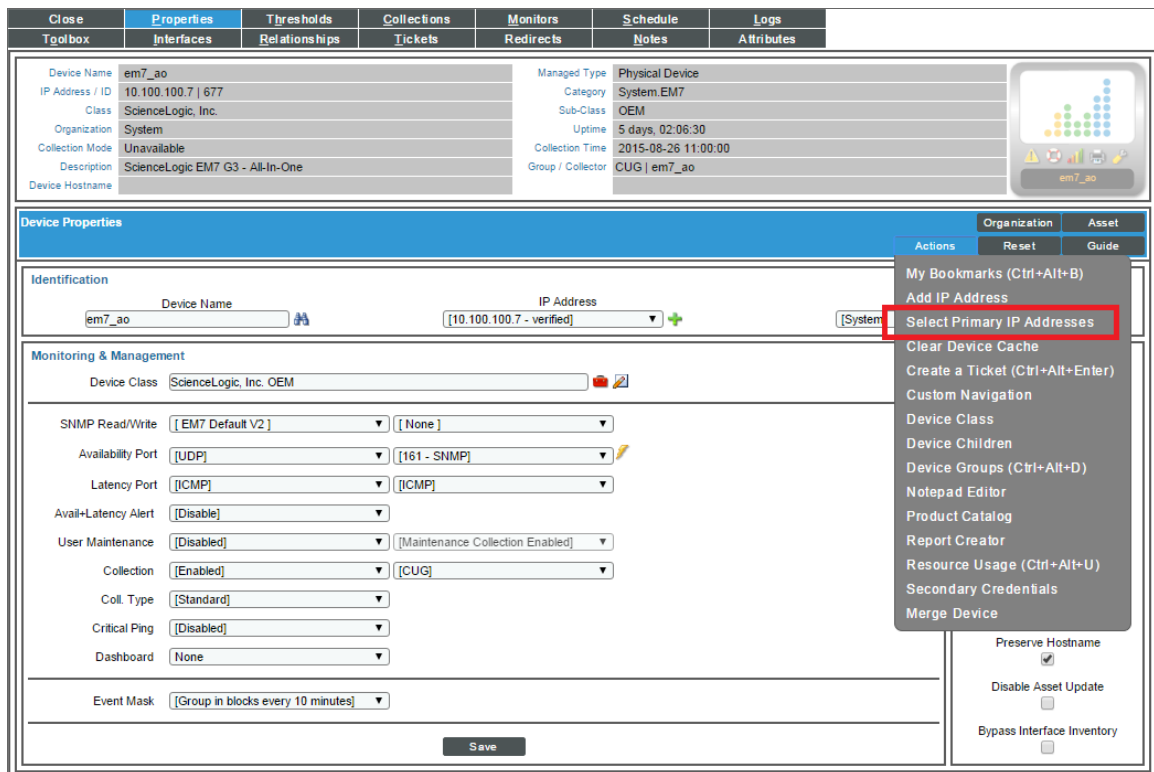 Close Properties Thresholds Collections Monitors Schedule Logs
Toolbox Interfaces Relationships Tickets Redirects Notes Attributes
Device Name em7_ao Managed Type Physical Device
IP Address / ID 10.100.100.7 | 677 Category System.EM7
Class ScienceLogic, Inc. Sub-Class OEM
Organization System Uptime 5 days, 02:06:30
Collection Mode Unavailable Collection Time 2015-08-26 11:00:00
Description ScienceLogic EM7 G3 - All-In-One Group / Collector CUG | em7_ao
Device Hostname
em7_ao
Device Properties Organization Asset
Actions Reset Guide
My Bookmarks (Ctrl+Alt+B)
Add IP Address
Select Primary IP Addresses
Clear Device Cache
Create a Ticket (Ctrl+Alt+Enter)
Custom Navigation
Device Class
Device Children
Device Groups (Ctrl+Alt+D)
Notepad Editor
Product Catalog
Report Creator
Resource Usage (Ctrl+Alt+U)
Secondary Credentials
Merge Device
Identification
Device Name IP Address
em7_ao [10.100.100.7 - verified] [System
Monitoring & Management
Device Class ScienceLogic, Inc. OEM
SNMP Read/Write [ EM7 Default V2 ] [ None ]
Availability Port [UDP] [161 - SNMP]
Latency Port [ICMP] [ICMP]
Avail+Latency Alert [Disable]
User Maintenance [Disabled] [Maintenance Collection Enabled]
Collection [Enabled] [CUG]
Coll. Type [Standard]
Critical Ping [Disabled]
Dashboard None
Event Mask [Group in blocks every 10 minutes]
Save
Preserve Hostname
Disable Asset Update
Bypass Interface Inventory